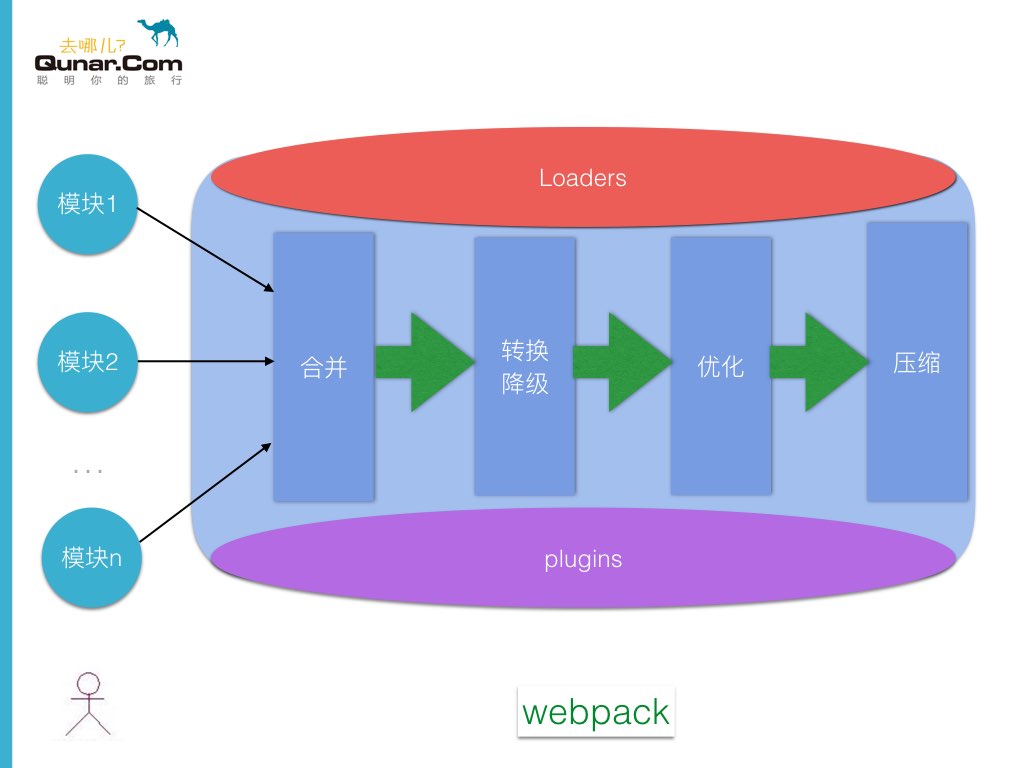 去哪儿?
Qunar.Com
聪明你的旅行
Loaders
模块1
模块2
...
模块n
合并
转换
降级
优化
压缩
plugins
webpack